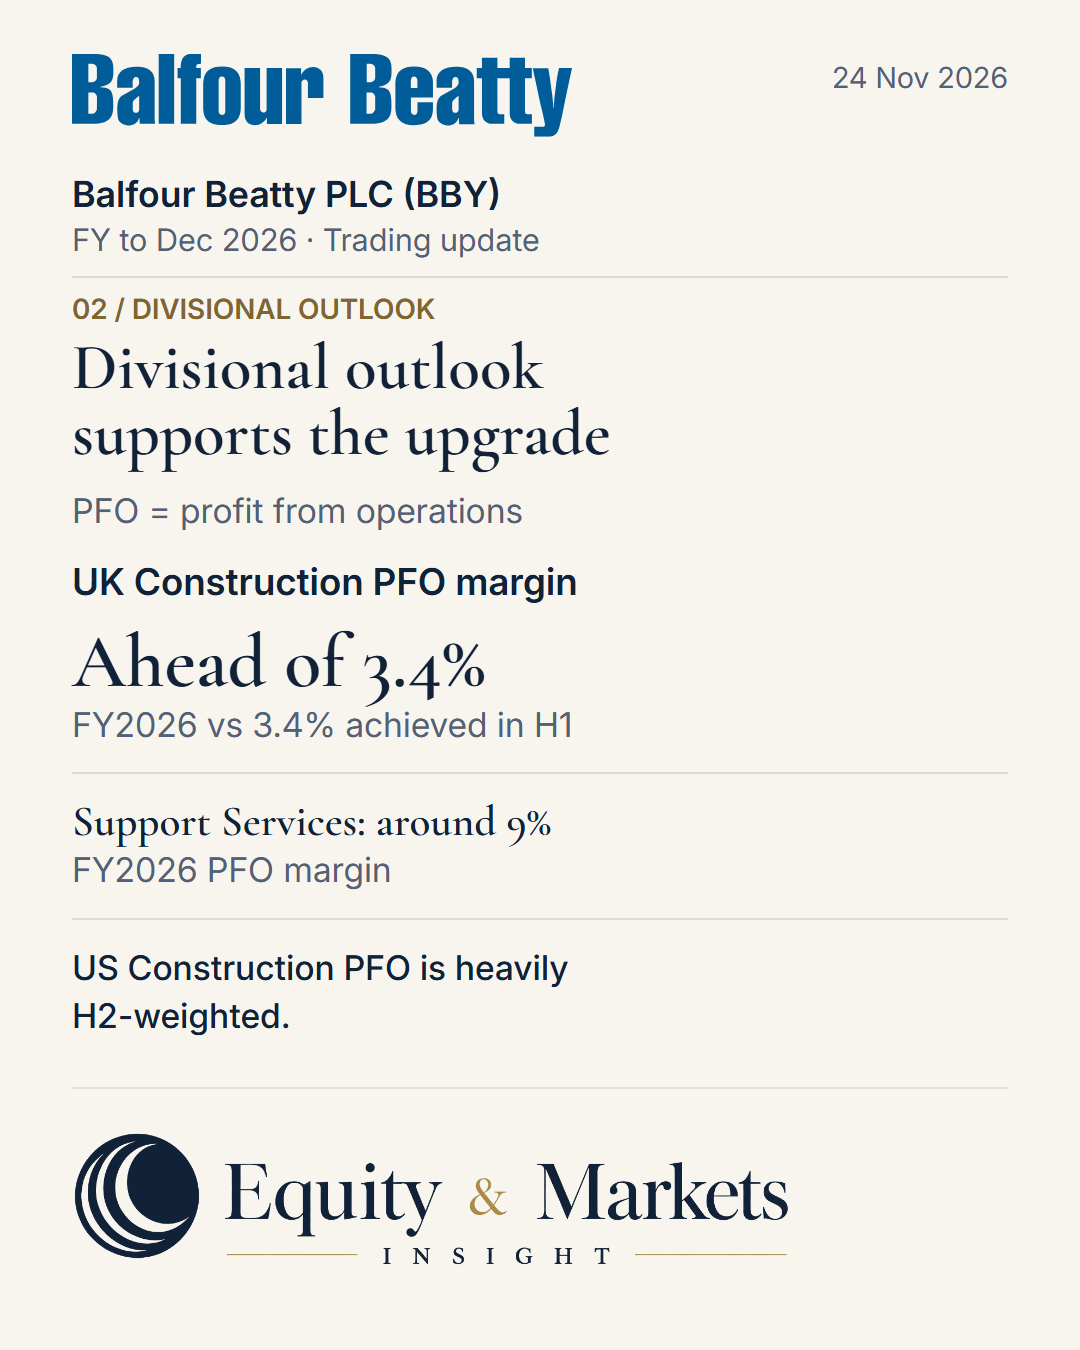 Balfour Beatty
24 Nov 2026
Balfour Beatty PLC (BBY)
FY to Dec 2026 · Trading update
02 / DIVISIONAL OUTLOOK
Divisional outlook
supports the upgrade
PFO = profit from operations
UK Construction PFO margin
Ahead of 3.4%
FY2026 vs 3.4% achieved in H1
Support Services: around 9%
FY2026 PFO margin
US Construction PFO is heavily
H2-weighted.
Equity & Markets
INSIGHT